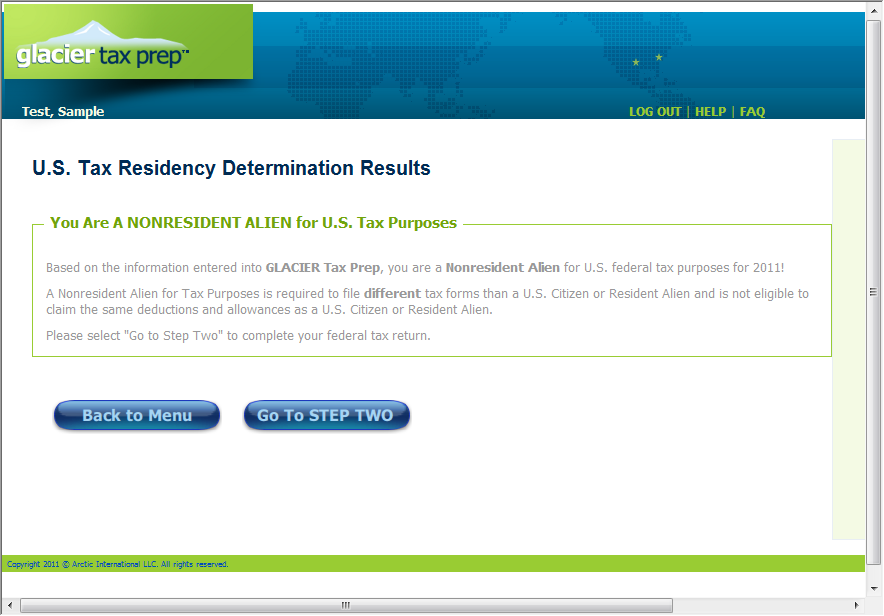 glacier tax prep™
Test, Sample
LOG OUT | HELP | FAQ
U.S. Tax Residency Determination Results
You Are A NONRESIDENT ALIEN for U.S. Tax Purposes
Based on the information entered into GLACIER Tax Prep, you are a Nonresident Alien for U.S. federal tax purposes for 2011!
A Nonresident Alien for Tax Purposes is required to file different tax forms than a U.S. Citizen or Resident Alien and is not eligible to
claim the same deductions and allowances as a U.S. Citizen or Resident Alien.
Please select "Go to Step Two" to complete your federal tax return.
Back to Menu
Go To STEP TWO
Copyright 2011 © Arctic International LLC. All rights reserved.